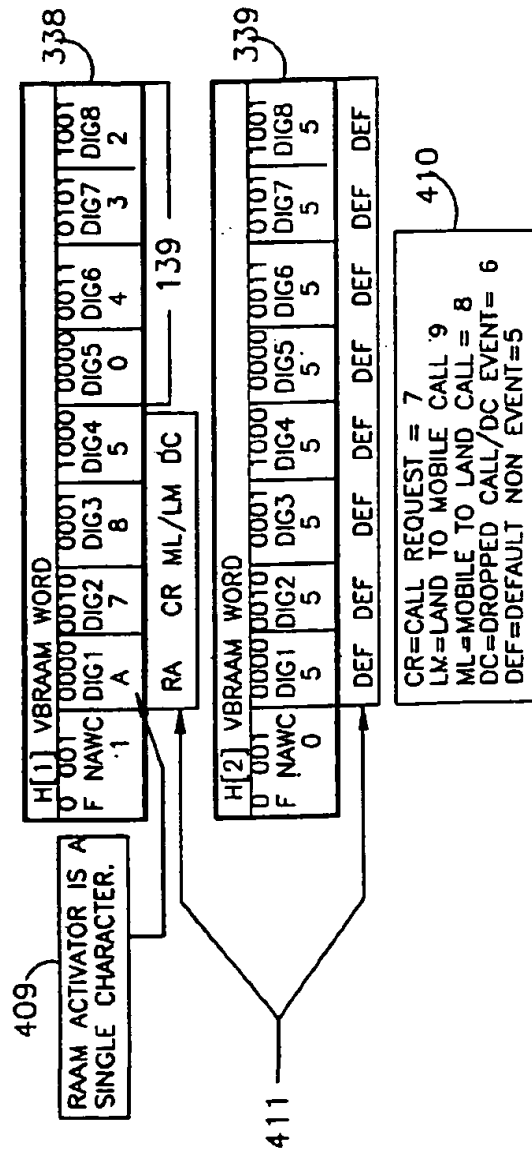 409
RAAM ACTIVATOR IS A
SINGLE CHARACTER.
H[1] VBRAAM WORD
0 001 0000 0010 0001 1000 0000 0011 0101 1001
F NAWC DIG1 DIG2 DIG3 DIG4 DIG5 DIG6 DIG7 DIG8
1 A 7 8 5 0 4 3 2
338
RA CR ML/LM DC
139
H[2] VBRAAM WORD
0 001 0000 0010 0001 1000 0000 0011 0101 1001
F NAWC DIG1 DIG2 DIG3 DIG4 DIG5 DIG6 DIG7 DIG8
0 5 5 5 5 5 5 5 5
339
DEF DEF DEF DEF DEF DEF DEF DEF
411
CR=CALL REQUEST = 7
LM=LAND TO MOBILE CALL 9
ML=MOBILE TO LAND CALL = 8
DC=DROPPED CALL/DC EVENT= 6
DEF=DEFAULT NON EVENT=5
410